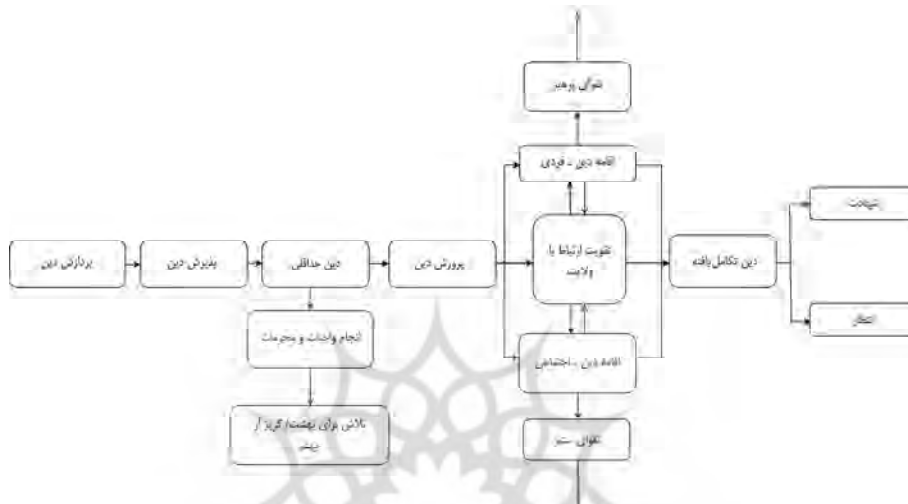 تقوای پرهیز
اقامه دین - فردی
تقویت ارتباط با
ولایت
اقامه دین - اجتماعی
تقوای ستیز
پردازش دین
پذیرش دین
دین حداقلی
پرورش دین
انجام واجبات و محرمات
تلاش برای بهشت/ گریز از
دین تکامل‌یافته
شهادت
انتظار